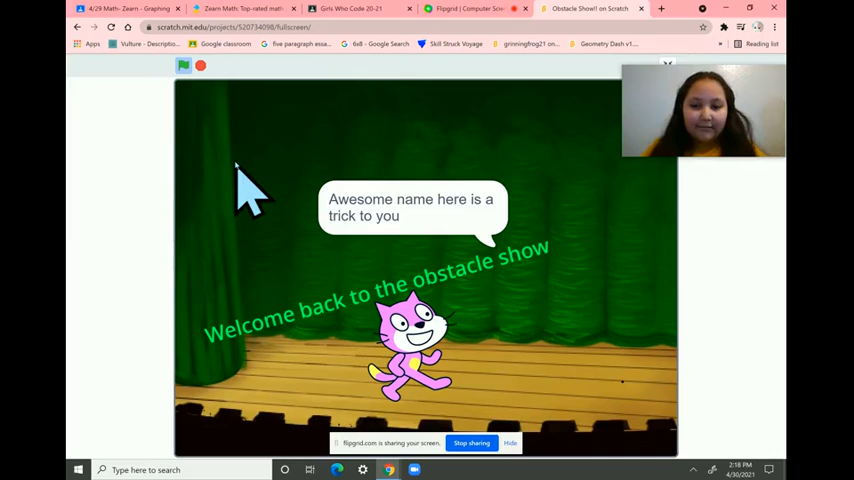 4/29 Math- Zearn - Graphing
Zearn Math: Top-rated math
Girls Who Code 20-21
Flipgrid | Computer Scien
Obstacle Show!! on Scratch
scratch.mit.edu/projects/520734098/fullscreen/
Apps
Vulture - Descriptio...
Google classroom
five paragraph essa...
6x8 - Google Search
Skill Struck Voyage
grinningfrog21 on...
Geometry Dash v1....
Reading list
Awesome name here is a
trick to you
Welcome back to the obstacle show
flipgrid.com is sharing your screen.
Stop sharing
Hide
Type here to search
2:18 PM
4/30/2021